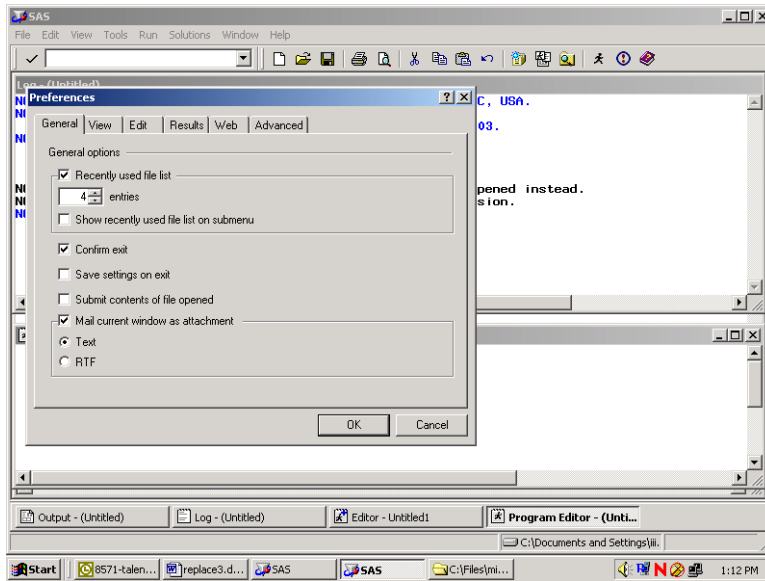 SAS
File Edit View Tools Run Solutions Window Help
Log - (Untitled)
Preferences
C, USA.
03.
pened instead.
sion.
General View Edit Results Web Advanced
General options
Recently used file list
4 entries
Show recently used file list on submenu
Confirm exit
Save settings on exit
Submit contents of file opened
Mail current window as attachment
Text
RTF
OK Cancel
Output - (Untitled) Log - (Untitled) Editor - Untitled1 Program Editor - (Unti...
C:\Documents and Settings\iii.
Start 8571-talen... replace3.d... SAS SAS C:\Files\mi... 1:12 PM